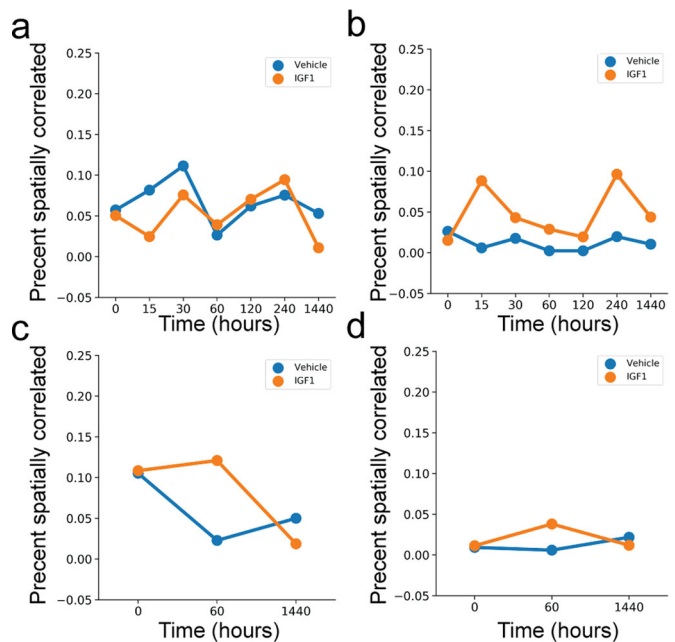 a
0.25
0.20
0.15
0.10
0.05
0.00
−0.05
Precent spatially correlated
Vehicle
IGF1
0 15 30 60 120 240 1440
Time (hours)
b
0.25
0.20
0.15
0.10
0.05
0.00
−0.05
Precent spatially correlated
Vehicle
IGF1
0 15 30 60 120 240 1440
Time (hours)
c
0.25
0.20
0.15
0.10
0.05
0.00
−0.05
Precent spatially correlated
Vehicle
IGF1
0 60 1440
Time (hours)
d
0.25
0.20
0.15
0.10
0.05
0.00
−0.05
Precent spatially correlated
Vehicle
IGF1
0 60 1440
Time (hours)